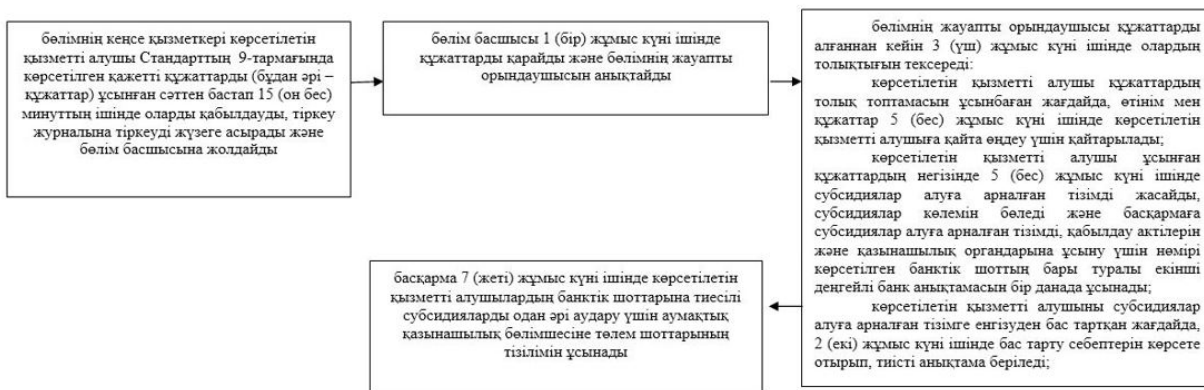 бөлімнің кеңсе қызметкері көрсетілетін
қызметті алушы Стандарттың 9-тармағында
көрсетілген қажетті құжаттарды (бұдан әрі –
құжаттар) ұсынған сәттен бастап 15 (он бес)
минуттың ішінде оларды қабылдауды, тіркеу
журналына тіркеуді жүзеге асырады және
бөлім басшысына жолдайды
бөлім басшысы 1 (бір) жұмыс күні ішінде
құжаттарды қарайды және бөлімнің жауапты
орындаушысын анықтайды
бөлімнің жауапты орындаушысы құжаттарды
алғаннан кейін 3 (үш) жұмыс күні ішінде олардың
толықтығын тексереді:
көрсетілетін қызметті алушы құжаттардың
толық топтамасын ұсынбаған жағдайда, өтінім мен
құжаттар 5 (бес) жұмыс күні ішінде көрсетілетін
қызметті алушыға қайта өңдеу үшін қайтарылады;
көрсетілетін қызметті алушы ұсынған
құжаттардың негізінде 5 (бес) жұмыс күні ішінде
субсидиялар алуға арналған тізімді жасайды,
субсидиялар көлемін бөледі және басқармаға
субсидиялар алуға арналған тізімді, қабылдау актілерін
және қазынашылық органдарына ұсыну үшін нөмірі
көрсетілген банктік шоттың бары туралы екінші
деңгейлі банк анықтамасын бір данада ұсынады;
көрсетілетін қызметті алушыны субсидиялар
алуға арналған тізімге енгізуден бас тартқан жағдайда,
2 (екі) жұмыс күні ішінде бас тарту себептерін көрсете
отырып, тиісті анықтама беріледі;
басқарма 7 (жеті) жұмыс күні ішінде көрсетілетін
қызметті алушылардың банктік шоттарына тиесілі
субсидияларды одан әрі аудару үшін аумақтық
қазынашылық бөлімшесіне төлем шоттарының
тізілімін ұсынады